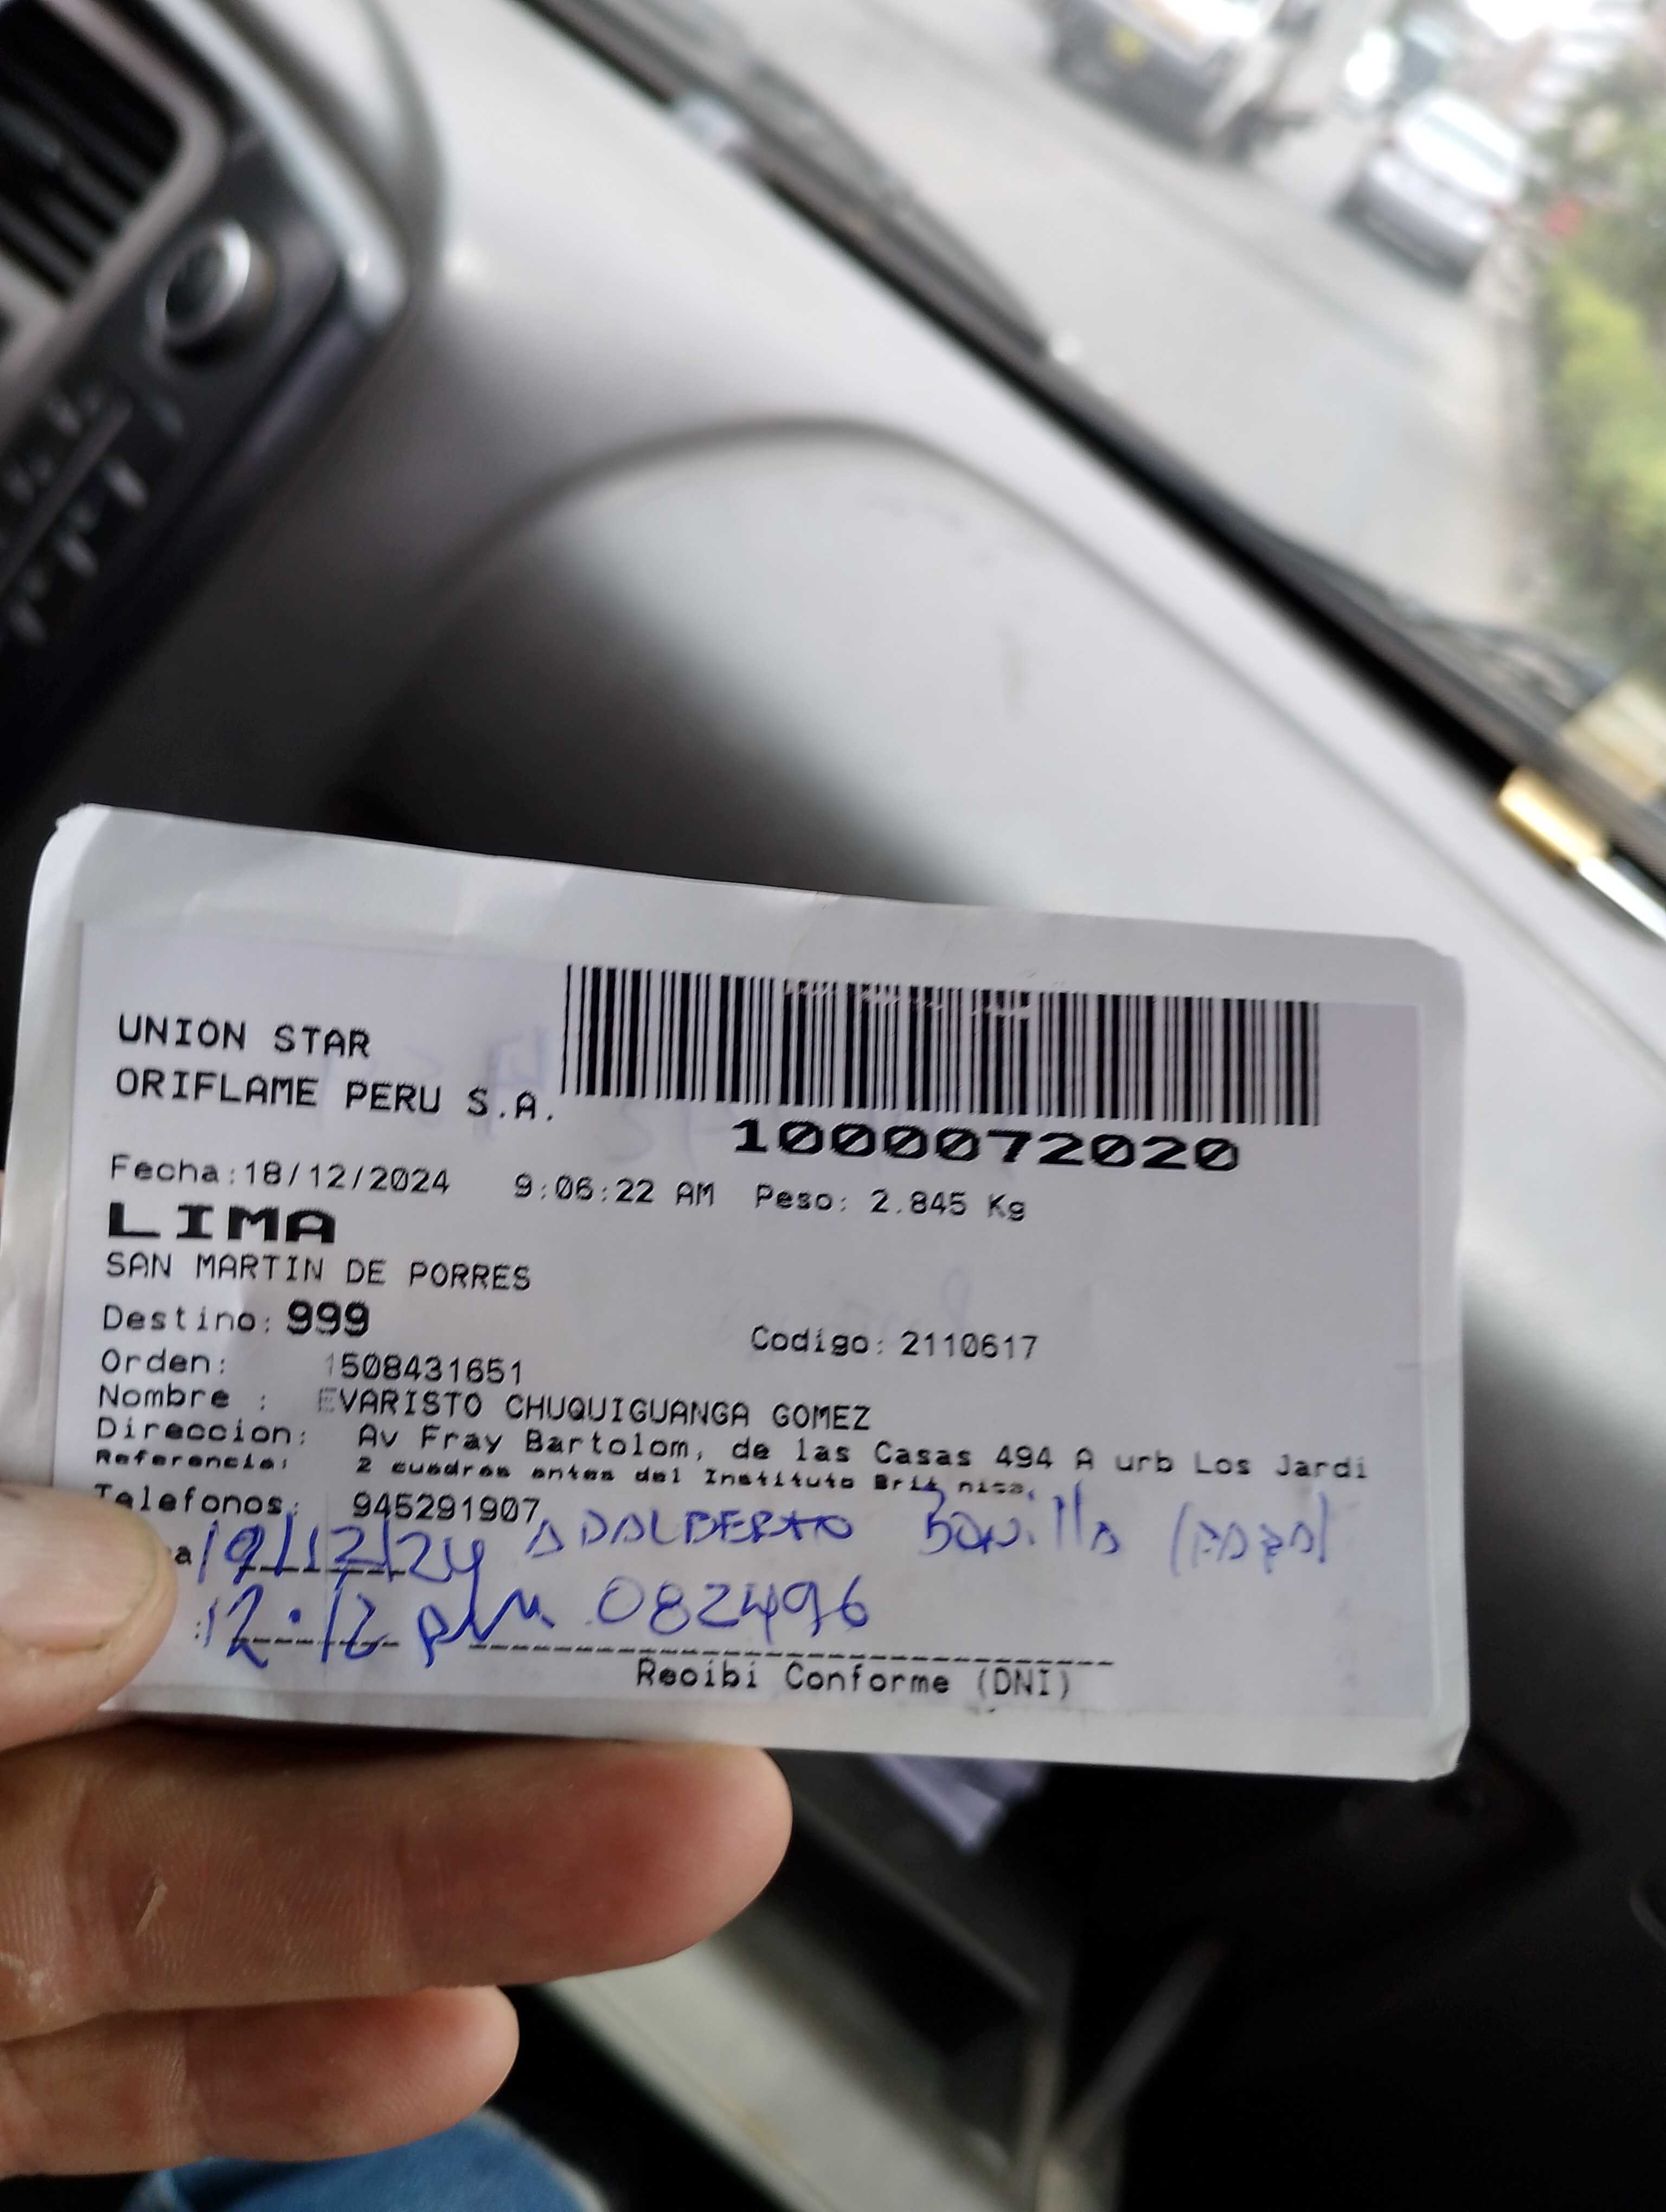 UNION STAR
ORIFLAME PERU S.A.
1000072020
Fecha:18/12/2024 9:06:22 AM Peso: 2.845 Kg
LIMA
SAN MARTIN DE PORRES
Destino: 999
Codigo: 2110617
Orden: 1508431651
Nombre : EVARISTO CHUQUIGUANGA GOMEZ
Direccion: Av Fray Bartolom, de las Casas 494 A urb Los Jardi
Referencia: 2 cuadras antes del Instituto Brit nica,
Telefonos: 945291907
a 19/12/24 ADALBERTO Bonilla
: 12:12 pm 082496
Recibi Conforme (DNI)